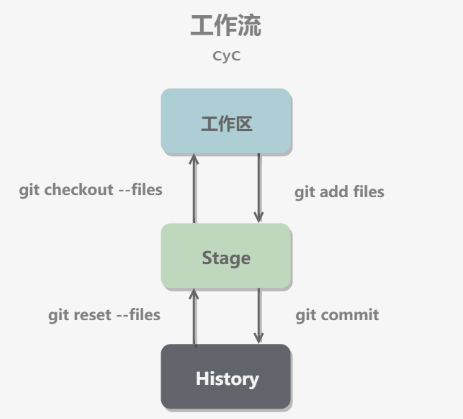 工作流
CyC
工作区
git checkout --files
git add files
Stage
git reset --files
git commit
History